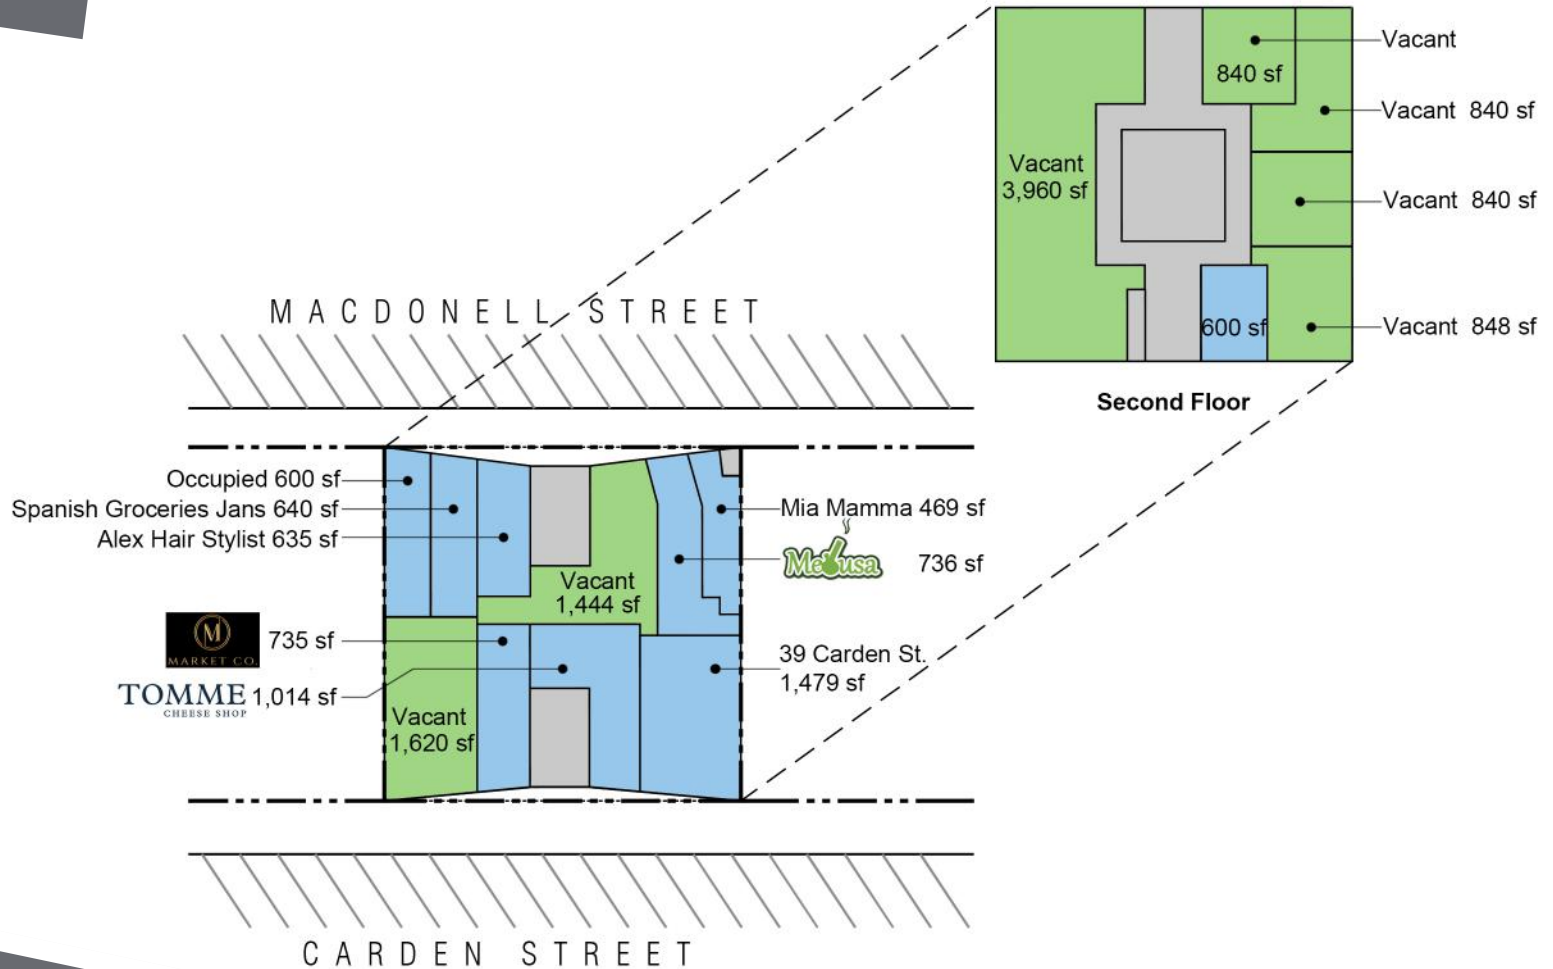 Vacant
840 sf
Vacant 840 sf
Vacant
3,960 sf
Vacant 840 sf
600 sf
Vacant 848 sf
Second Floor
MACDONELL STREET
Occupied 600 sf
Spanish Groceries Jans 640 sf
Alex Hair Stylist 635 sf
Mia Mamma 469 sf
Medusa 736 sf
Vacant
1,444 sf
M
MARKET CO.
735 sf
TOMME
CHEESE SHOP
1,014 sf
39 Carden St.
1,479 sf
Vacant
1,620 sf
CARDEN STREET